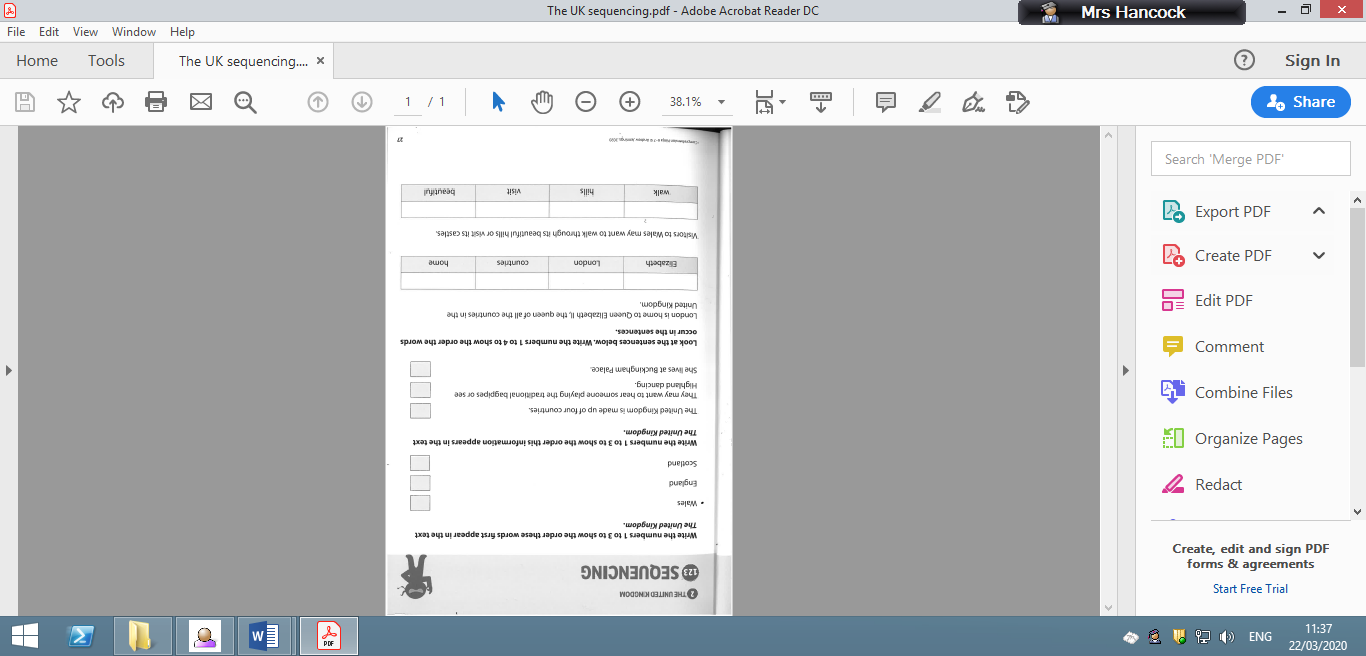 The UK sequencing.pdf - Adobe Acrobat Reader DC
Mrs Hancock
File Edit View Window Help
Home Tools The UK sequencing.... × ? Sign In
1 / 1 38.1% Share
2 THE UNITED KINGDOM
123 SEQUENCING
Write the numbers 1 to 3 to show the order these words first appear in the text
The United Kingdom.
Wales
England
Scotland
Write the numbers 1 to 3 to show the order this information appears in the text
The United Kingdom.
The United Kingdom is made up of four countries.
They may want to hear someone playing the traditional bagpipes or see
Highland dancing.
She lives at Buckingham Palace.
Look at the sentences below. Write the numbers 1 to 4 to show the order the words
occur in the sentences.
London is home to Queen Elizabeth II, the queen of all the countries in the
United Kingdom.
Elizabeth London countries home
Visitors to Wales may want to walk through its beautiful hills or visit its castles.
walk hills visit beautiful
27
Search 'Merge PDF'
Export PDF
Create PDF
Edit PDF
Comment
Combine Files
Organize Pages
Redact
Create, edit and sign PDF
forms & agreements
Start Free Trial
PDF
ENG
11:37
22/03/2020